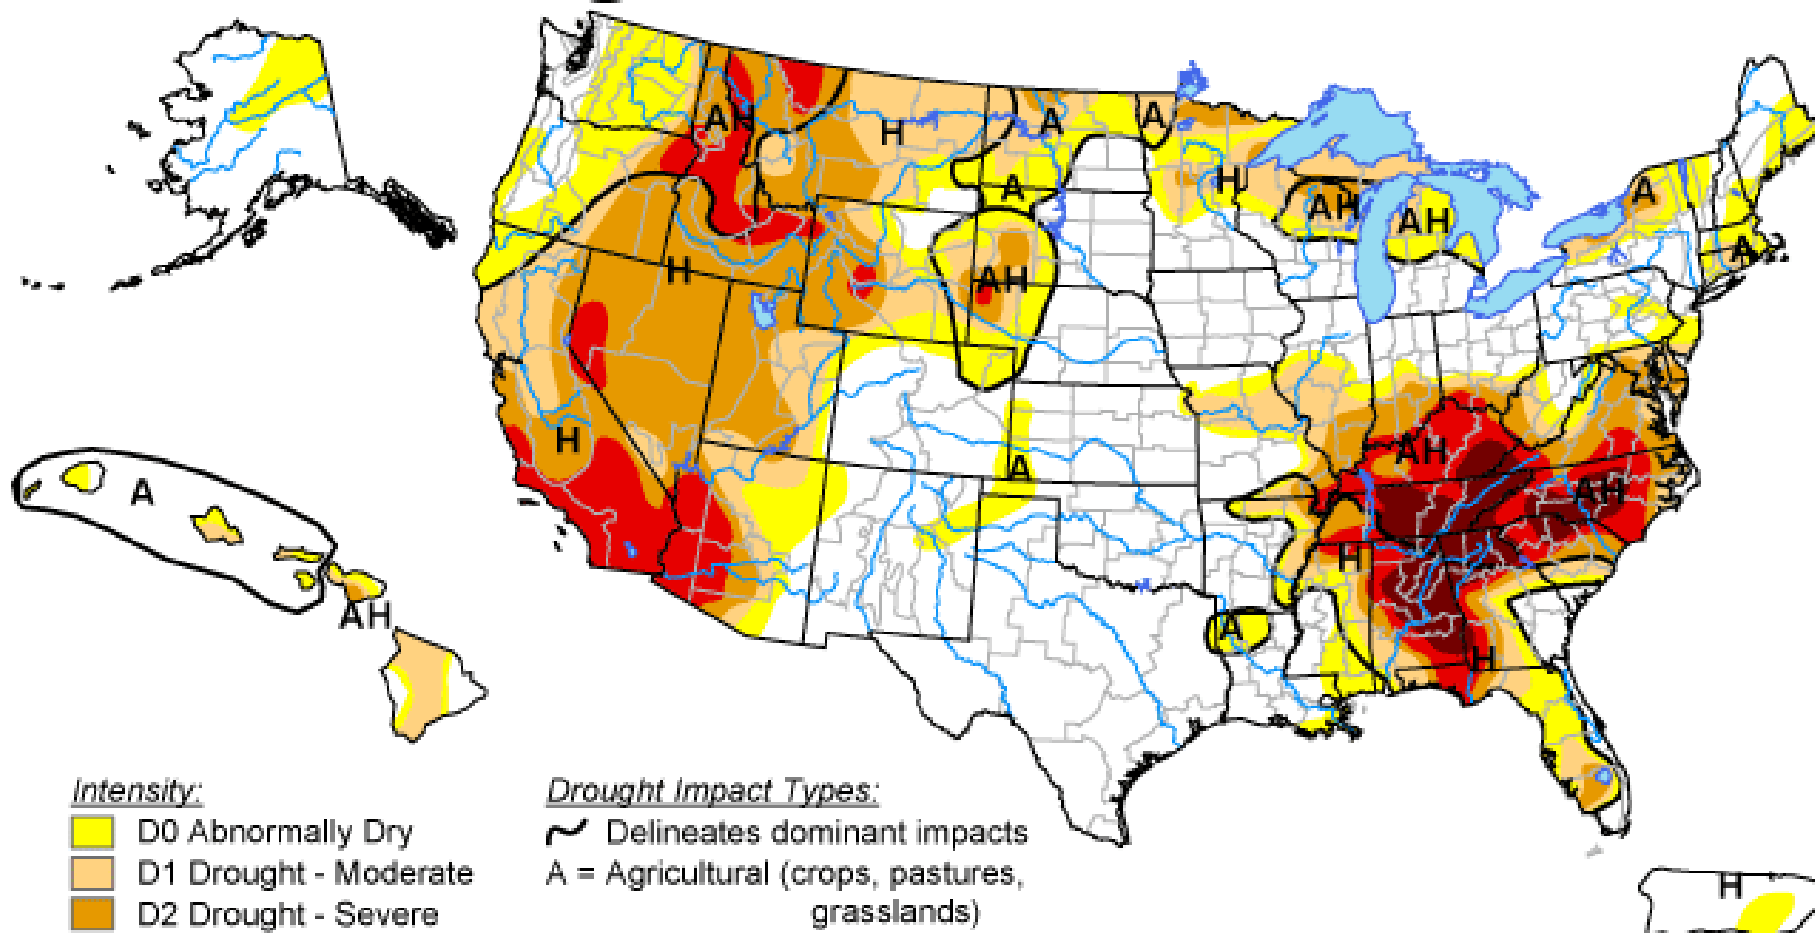 AH
H
A
A
A
H
AH
AH
A
A
H
AH
H
A
AH
AH
A
H
A
H
AH
H
Intensity:
D0 Abnormally Dry
D1 Drought - Moderate
D2 Drought - Severe
Drought Impact Types:
Delineates dominant impacts
A = Agricultural (crops, pastures,
grasslands)